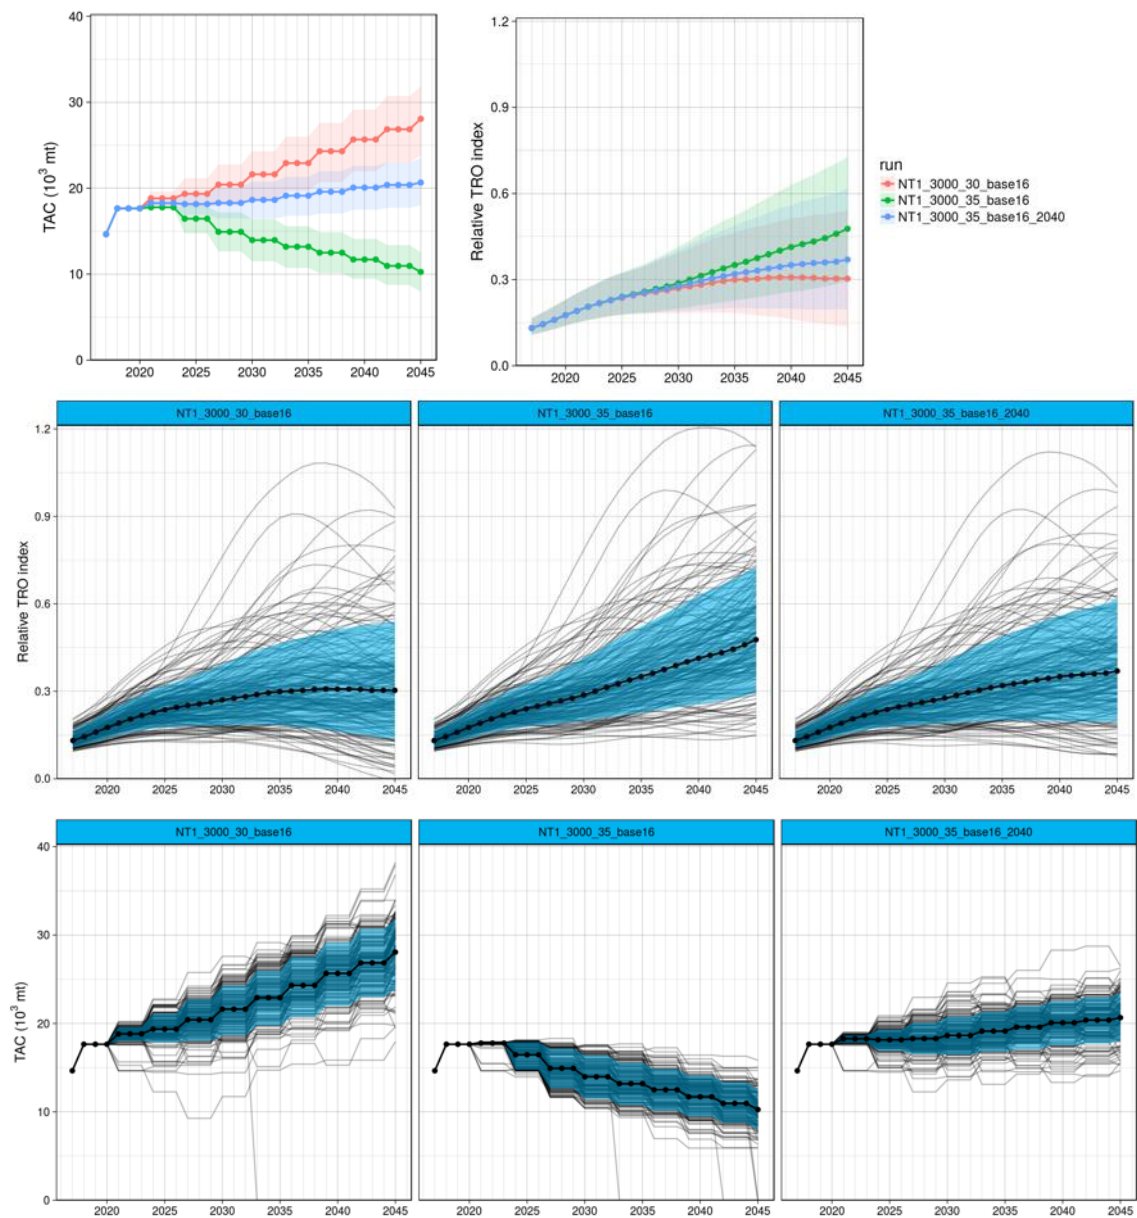 40
30
20
10
0
TAC (10³ mt)
2020 2025 2030 2035 2040 2045
1.2
0.9
0.6
0.3
0.0
Relative TRO index
2020 2025 2030 2035 2040 2045
run
NT1_3000_30_base16
NT1_3000_35_base16
NT1_3000_35_base16_2040
NT1_3000_30_base16 NT1_3000_35_base16 NT1_3000_35_base16_2040
1.2
0.9
0.6
0.3
0.0
Relative TRO index
2020 2025 2030 2035 2040 2045 2020 2025 2030 2035 2040 2045 2020 2025 2030 2035 2040 2045
NT1_3000_30_base16 NT1_3000_35_base16 NT1_3000_35_base16_2040
40
30
20
10
0
TAC (10³ mt)
2020 2025 2030 2035 2040 2045 2020 2025 2030 2035 2040 2045 2020 2025 2030 2035 2040 2045